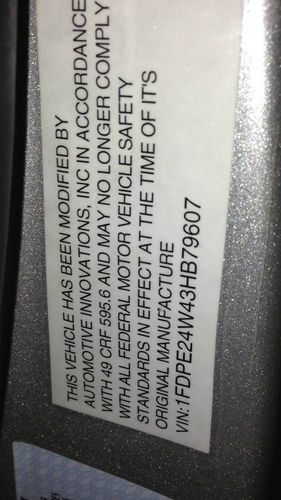 THIS VEHICLE HAS BEEN MODIFIED BY
AUTOMOTIVE INNOVATIONS, INC IN ACCORDANCE
WITH 49 CRF 595.6 AND MAY NO LONGER COMPLY
WITH ALL FEDERAL MOTOR VEHICLE SAFETY
STANDARDS IN EFFECT AT THE TIME OF IT'S
ORIGINAL MANUFACTURE
VIN:1FDPE24W43HB79607